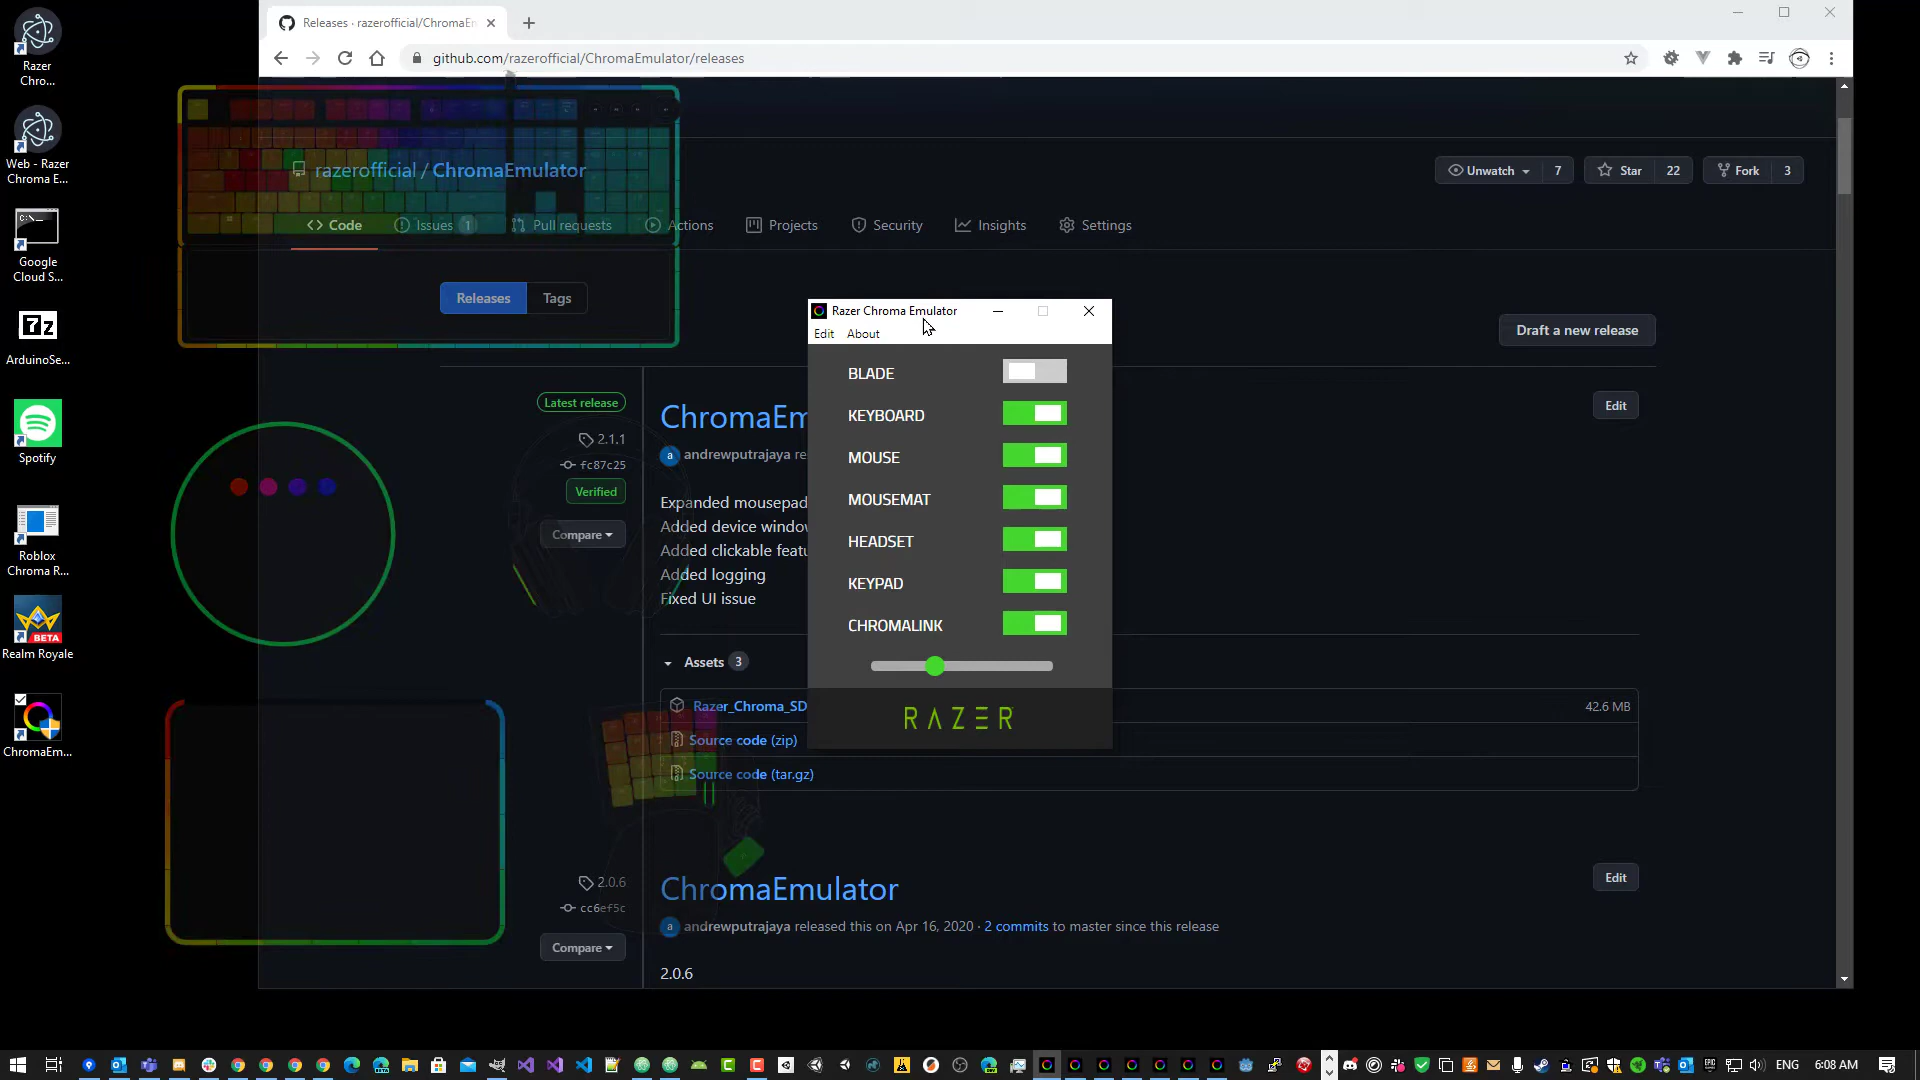 Razer
Chro...
Web - Razer
Chroma E...
C:\>_
Google
Cloud S...
7z
ArduinoSe...
Spotify
Roblox
Chroma R...
BETA
Realm Royale
ChromaEm...
Releases · razerofficial/ChromaEm
github.com/razerofficial/ChromaEmulator/releases
razerofficial / ChromaEmulator
Unwatch 7
Star 22
Fork 3
Code
Issues 1
Pull requests
Actions
Projects
Security
Insights
Settings
Releases
Tags
Draft a new release
Latest release
2.1.1
fc87c25
Verified
Compare
ChromaEm
Edit
a andrewputrajaya re
Expanded mousepad
Added device window
Added clickable featu
Added logging
Fixed UI issue
Assets 3
Razer_Chroma_SD
42.6 MB
Source code (zip)
Source code (tar.gz)
2.0.6
cc6ef5c
Compare
ChromaEmulator
Edit
a andrewputrajaya released this on Apr 16, 2020 · 2 commits to master since this release
2.0.6
Razer Chroma Emulator
Edit About
BLADE
KEYBOARD
MOUSE
MOUSEMAT
HEADSET
KEYPAD
CHROMALINK
RAZER
ENG
6:08 AM